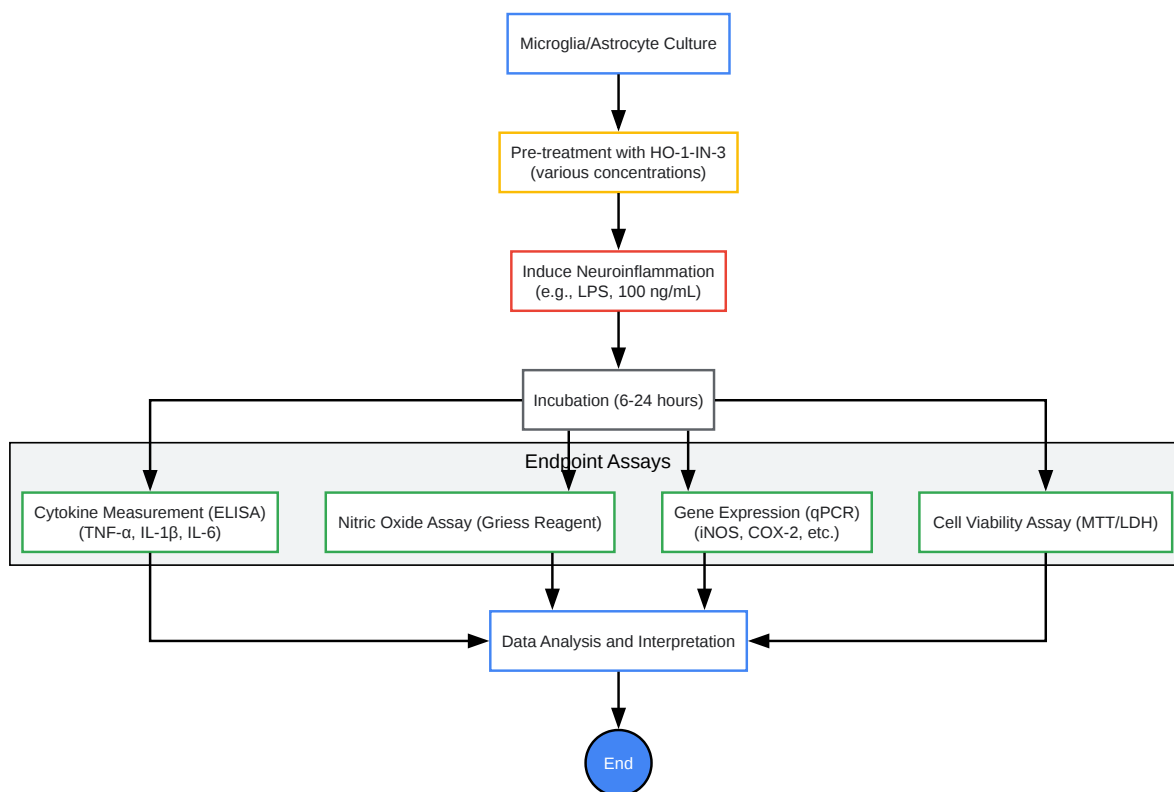 Microglia/Astrocyte Culture
Pre-treatment with HO-1-IN-3
(various concentrations)
Induce Neuroinflammation
(e.g., LPS, 100 ng/mL)
Incubation (6-24 hours)
Endpoint Assays
Cytokine Measurement (ELISA)
(TNF-α, IL-1β, IL-6)
Nitric Oxide Assay (Griess Reagent)
Gene Expression (qPCR)
(iNOS, COX-2, etc.)
Cell Viability Assay (MTT/LDH)
Data Analysis and Interpretation
End